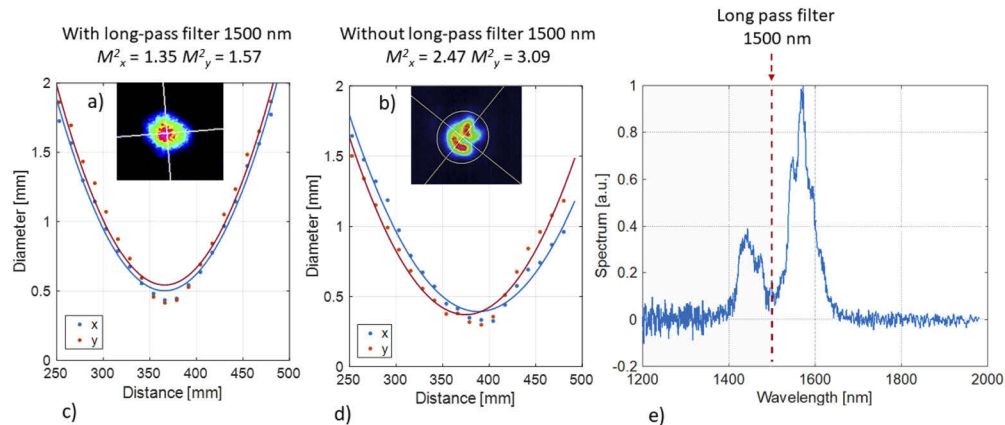 With long-pass filter 1500 nm
M²x = 1.35 M²y = 1.57
Without long-pass filter 1500 nm
M²x = 2.47 M²y = 3.09
Long pass filter
1500 nm
a)
2
1.5
1
0.5
0
Diameter [mm]
x
y
250 300 350 400 450 500
Distance [mm]
c)
b)
2
1.5
1
0.5
0
Diameter [mm]
x
y
250 300 350 400 450 500
Distance [mm]
d)
1
0.8
0.6
0.4
0.2
0
-0.2
Spectrum [a.u.]
1200 1400 1600 1800 2000
Wavelength [nm]
e)